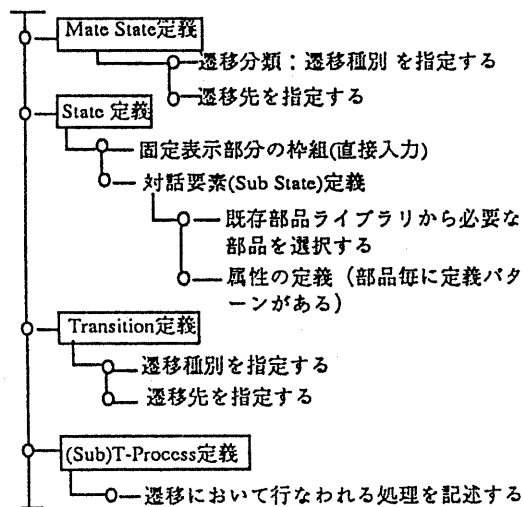 Mate State定義
遷移分類：遷移種別 を指定する
遷移先を指定する
State 定義
固定表示部分の枠組(直接入力)
対話要素(Sub State)定義
既存部品ライブラリから必要な
部品を選択する
属性の定義（部品毎に定義パタ
ーンがある）
Transition定義
遷移種別を指定する
遷移先を指定する
(Sub)T-Process定義
遷移において行なわれる処理を記述する